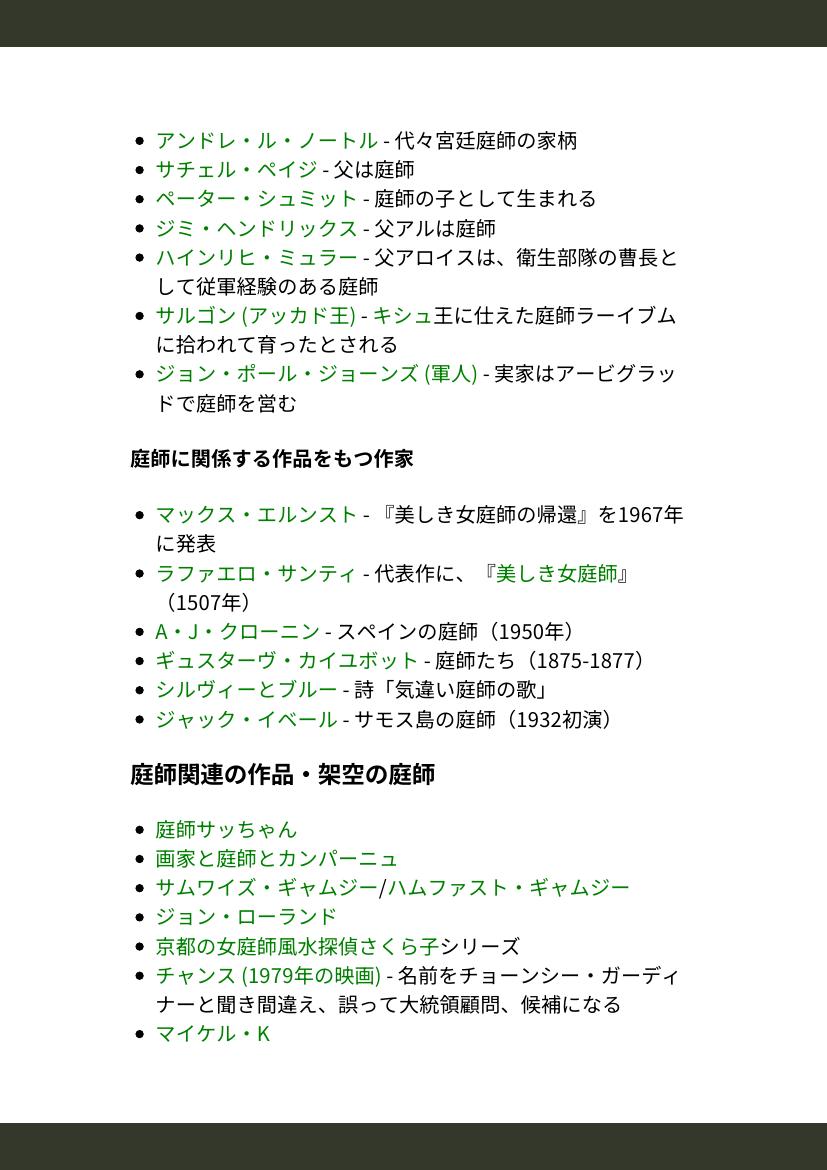 アンドレ・ル・ノートル - 代々宮廷庭師の家柄
サチェル・ペイジ - 父は庭師
ペーター・シュミット - 庭師の子として生まれる
ジミ・ヘンドリックス - 父アルは庭師
ハインリヒ・ミュラー - 父アロイスは、衛生部隊の曹長と
して従軍経験のある庭師
サルゴン (アッカド王) - キシュ王に仕えた庭師ラーイブム
に拾われて育ったとされる
ジョン・ポール・ジョーンズ (軍人) - 実家はアービグラッ
ドで庭師を営む
庭師に関係する作品をもつ作家
マックス・エルンスト - 『美しき女庭師の帰還』を1967年
に発表
ラファエロ・サンティ - 代表作に、『美しき女庭師』
（1507年）
A・J・クローニン - スペインの庭師（1950年）
ギュスターヴ・カイユボット - 庭師たち（1875-1877）
シルヴィーとブルー - 詩「気違い庭師の歌」
ジャック・イベール - サモス島の庭師（1932初演）
庭師関連の作品・架空の庭師
庭師サッちゃん
画家と庭師とカンパーニュ
サムワイズ・ギャムジー/ハムファスト・ギャムジー
ジョン・ローランド
京都の女庭師風水探偵さくら子シリーズ
チャンス (1979年の映画) - 名前をチョーンシー・ガーディ
ナーと聞き間違え、誤って大統領顧問、候補になる
マイケル・K